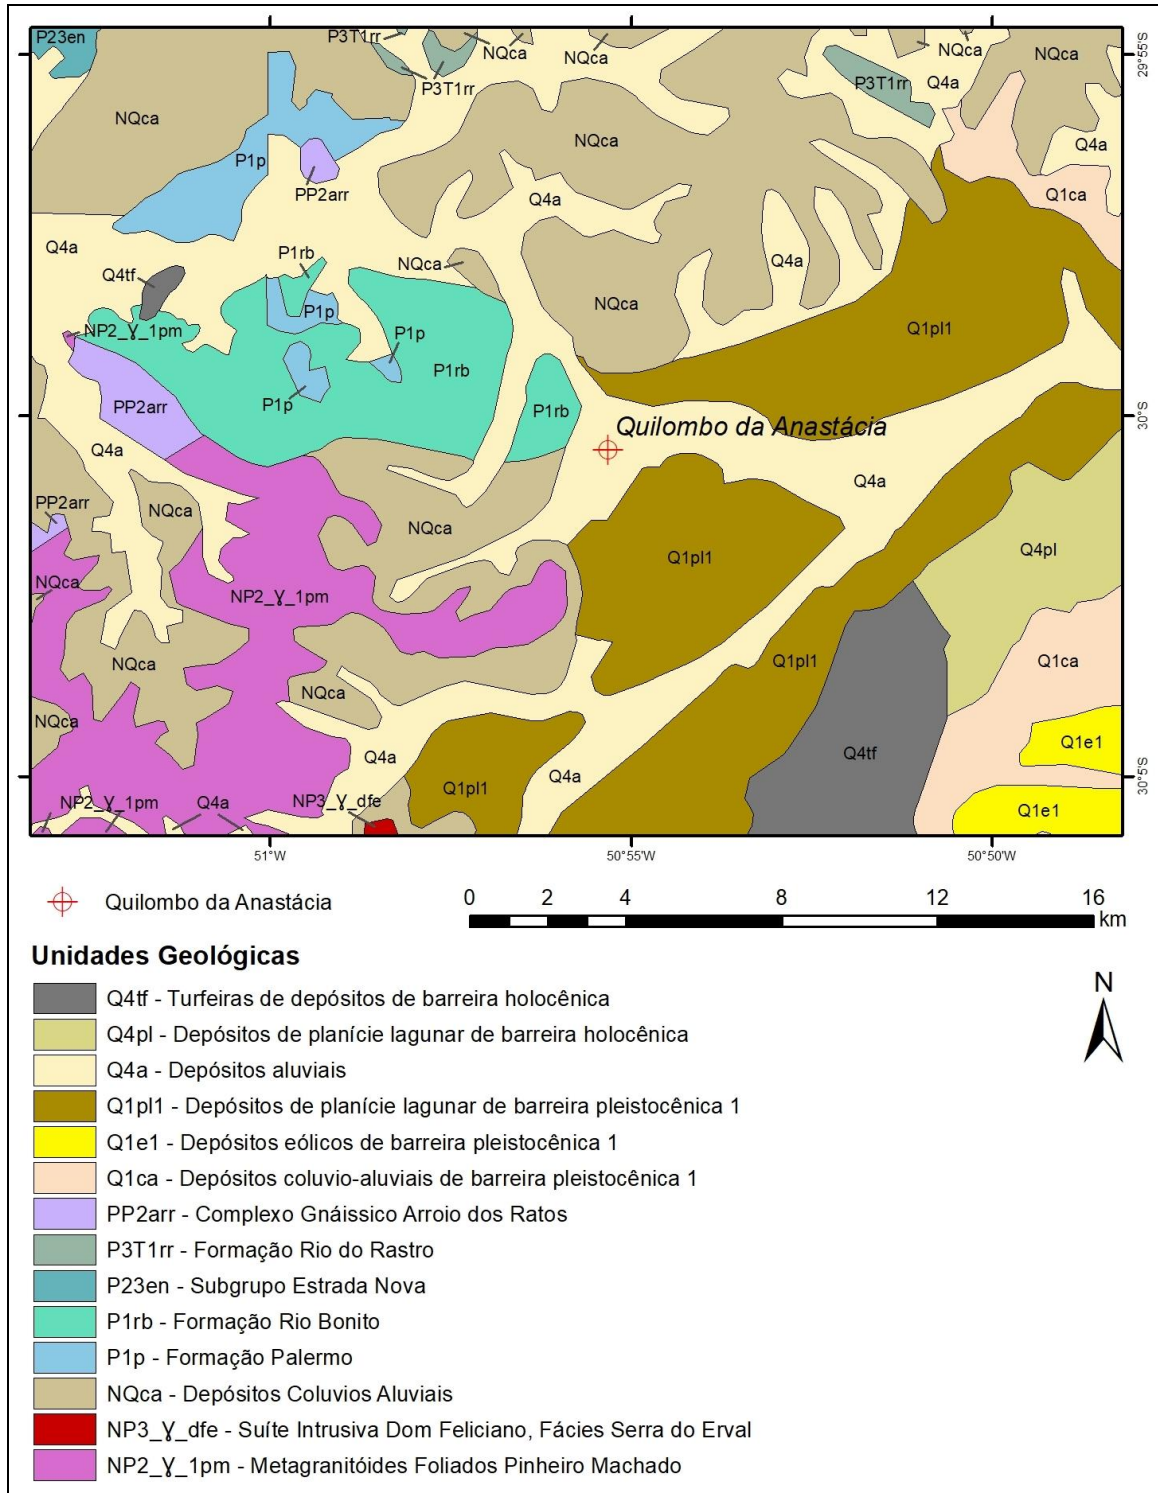 P23en
P3T1rr
NQca
NQca
NQca
NQca
29°55'S
P3T1rr
P3T1rr
Q4a
NQca
NQca
Q4a
P1p
PP2arr
Q4a
Q1ca
Q4a
P1rb
NQca
Q4a
Q4tf
P1p
NQca
NP2_Ɣ_1pm
P1p
Q1pl1
P1rb
PP2arr
P1p
P1rb
Quilombo da Anastácia
30°S
Q4a
Q4a
PP2arr
NQca
NQca
Q1pl1
Q4pl
NQca
NP2_Ɣ_1pm
NQca
Q1pl1
Q1ca
NQca
NQca
Q4a
Q4tf
Q1e1
Q4a
Q1pl1
30°5'S
NP2_Ɣ_1pm
Q4a
NP3_Ɣ_dfe
Q1e1
51°W
50°55'W
50°50'W
Quilombo da Anastácia
0 2 4 8 12 16
km
Unidades Geológicas
N
Q4tf - Turfeiras de depósitos de barreira holocênica
Q4pl - Depósitos de planície lagunar de barreira holocênica
Q4a - Depósitos aluviais
Q1pl1 - Depósitos de planície lagunar de barreira pleistocênica 1
Q1e1 - Depósitos eólicos de barreira pleistocênica 1
Q1ca - Depósitos coluvio-aluviais de barreira pleistocênica 1
PP2arr - Complexo Gnáissico Arroio dos Ratos
P3T1rr - Formação Rio do Rastro
P23en - Subgrupo Estrada Nova
P1rb - Formação Rio Bonito
P1p - Formação Palermo
NQca - Depósitos Coluvios Aluviais
NP3_Ɣ_dfe - Suíte Intrusiva Dom Feliciano, Fácies Serra do Erval
NP2_Ɣ_1pm - Metagranitóides Foliados Pinheiro Machado